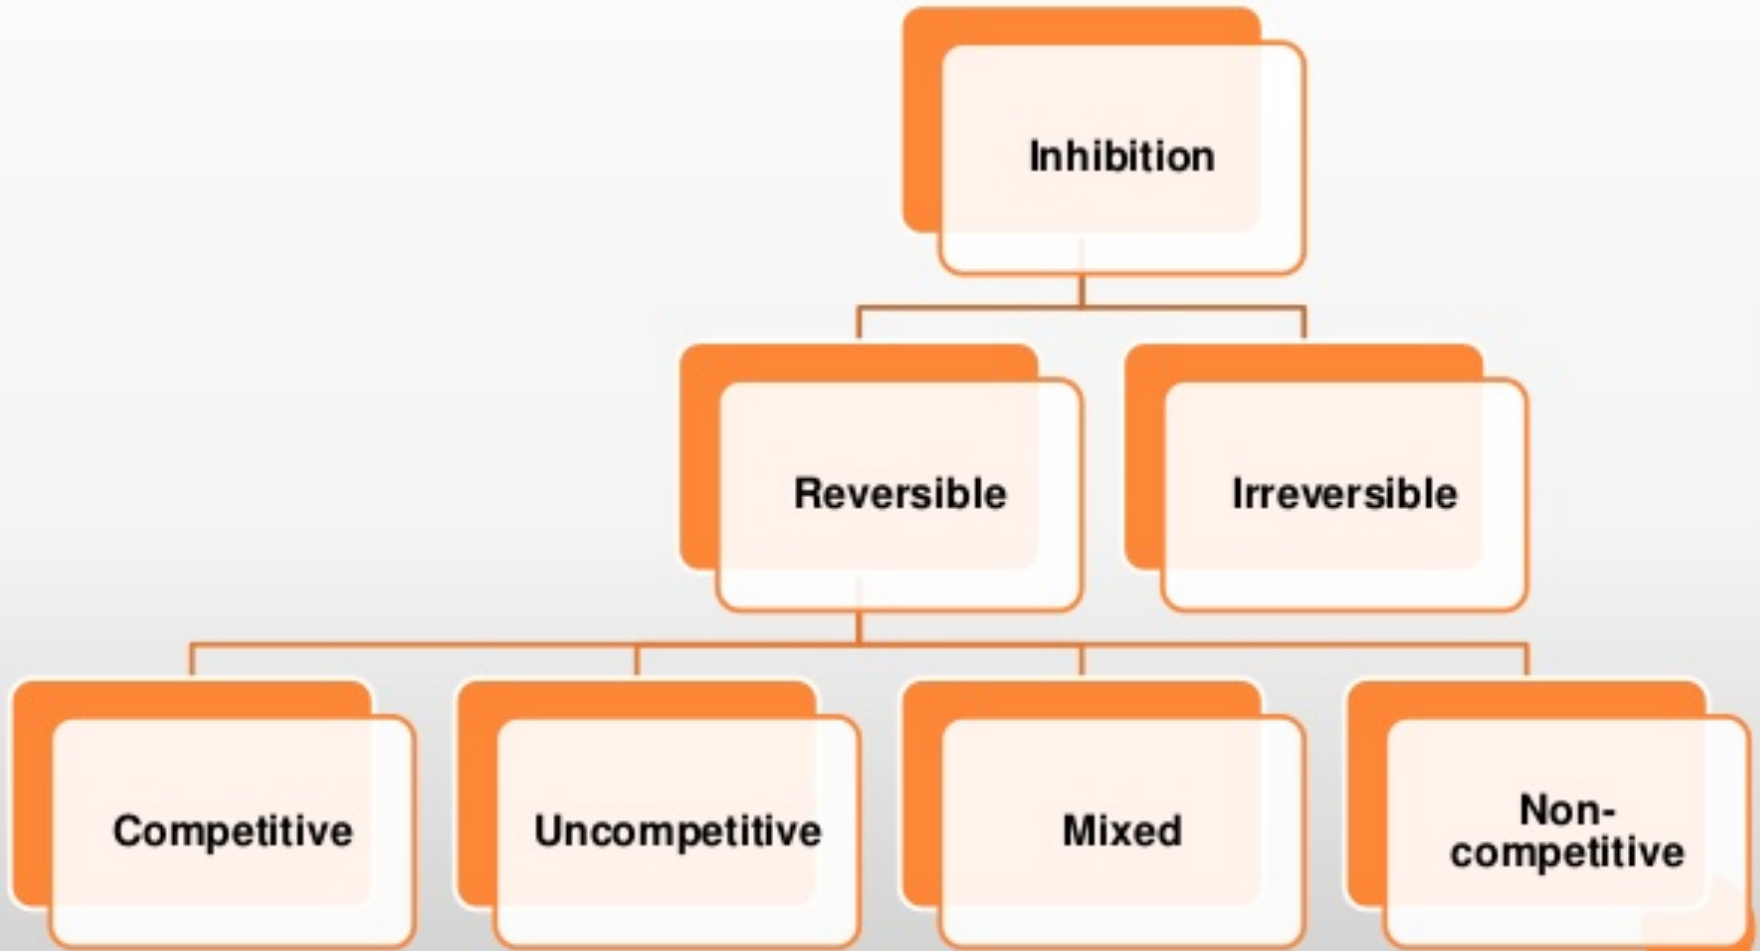 Inhibition
Reversible
Irreversible
Competitive
Uncompetitive
Mixed
Non-
competitive